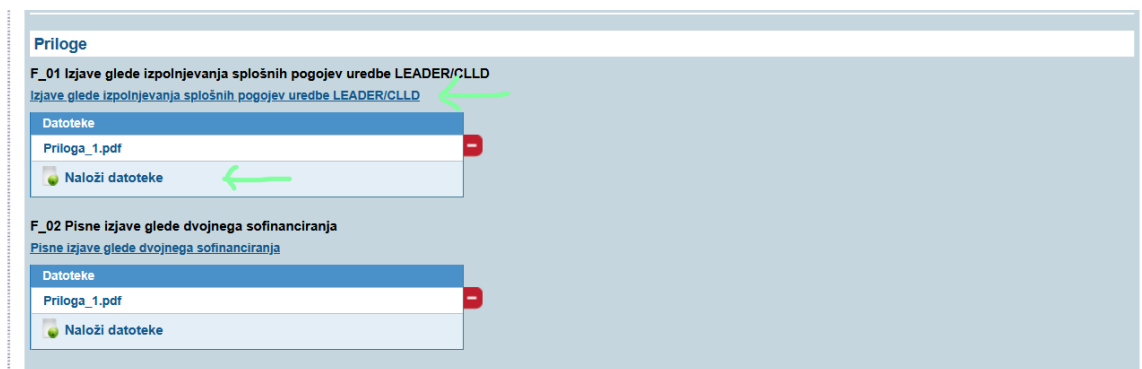 Priloge
F_01 Izjave glede izpolnjevanja splošnih pogojev uredbe LEADER/CLLD
Izjave glede izpolnjevanja splošnih pogojev uredbe LEADER/CLLD
Datoteke
Priloga_1.pdf
Naloži datoteke
F_02 Pisne izjave glede dvojnega sofinanciranja
Pisne izjave glede dvojnega sofinanciranja
Datoteke
Priloga_1.pdf
Naloži datoteke